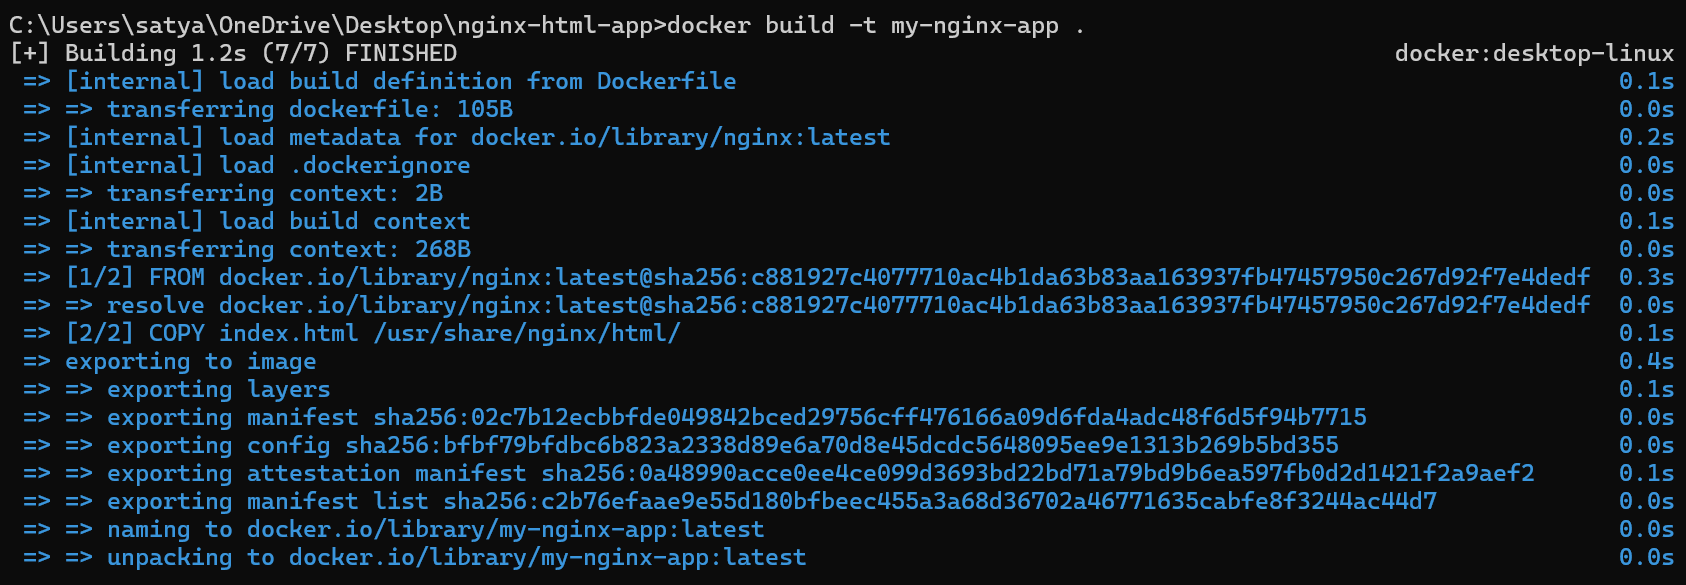 C:\Users\satya\OneDrive\Desktop\nginx-html-app>docker build -t my-nginx-app .
[+] Building 1.2s (7/7) FINISHED docker:desktop-linux
=> [internal] load build definition from Dockerfile 0.1s
=> => transferring dockerfile: 105B 0.0s
=> [internal] load metadata for docker.io/library/nginx:latest 0.2s
=> [internal] load .dockerignore 0.0s
=> => transferring context: 2B 0.0s
=> [internal] load build context 0.1s
=> => transferring context: 268B 0.0s
=> [1/2] FROM docker.io/library/nginx:latest@sha256:c881927c4077710ac4b1da63b83aa163937fb47457950c267d92f7e4dedf 0.3s
=> => resolve docker.io/library/nginx:latest@sha256:c881927c4077710ac4b1da63b83aa163937fb47457950c267d92f7e4dedf 0.0s
=> [2/2] COPY index.html /usr/share/nginx/html/ 0.1s
=> exporting to image 0.4s
=> => exporting layers 0.1s
=> => exporting manifest sha256:02c7b12ecbbfde049842bced29756cff476166a09d6fda4adc48f6d5f94b7715 0.0s
=> => exporting config sha256:bfbf79bfdbc6b823a2338d89e6a70d8e45dcdc5648095ee9e1313b269b5bd355 0.0s
=> => exporting attestation manifest sha256:0a48990acce0ee4ce099d3693bd22bd71a79bd9b6ea597fb0d2d1421f2a9aef2 0.1s
=> => exporting manifest list sha256:c2b76efaae9e55d180bfbeec455a3a68d36702a46771635cabfe8f3244ac44d7 0.0s
=> => naming to docker.io/library/my-nginx-app:latest 0.0s
=> => unpacking to docker.io/library/my-nginx-app:latest 0.0s